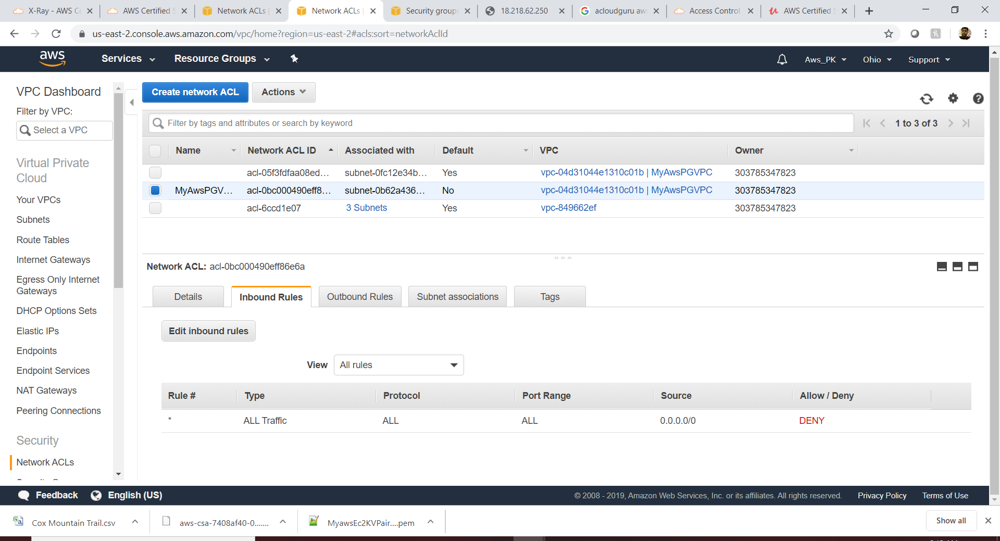 X-Ray - AWS Ce
AWS Certified S
Network ACLs |
Network ACLs |
Security groups
18.218.62.250
acloudguru aws
Access Control
AWS Certified S
us-east-2.console.aws.amazon.com/vpc/home?region=us-east-2#acls:sort=networkAclId
aws
Services
Resource Groups
Aws_PK
Ohio
Support
VPC Dashboard
Filter by VPC:
Select a VPC
Virtual Private
Cloud
Your VPCs
Subnets
Route Tables
Internet Gateways
Egress Only Internet
Gateways
DHCP Options Sets
Elastic IPs
Endpoints
Endpoint Services
NAT Gateways
Peering Connections
Security
Network ACLs
Create network ACL
Actions
Filter by tags and attributes or search by keyword
1 to 3 of 3
Name Network ACL ID Associated with Default VPC Owner
acl-05f3fdfaa08ed... subnet-0fc12e34b... Yes vpc-04d31044e1310c01b | MyAwsPGVPC 303785347823
MyAwsPGV... acl-0bc000490eff8... subnet-0b62a436... No vpc-04d31044e1310c01b | MyAwsPGVPC 303785347823
acl-6ccd1e07 3 Subnets Yes vpc-849662ef 303785347823
Network ACL: acl-0bc000490eff86e6a
Details
Inbound Rules
Outbound Rules
Subnet associations
Tags
Edit inbound rules
View All rules
Rule # Type Protocol Port Range Source Allow / Deny
* ALL Traffic ALL ALL 0.0.0.0/0 DENY
Feedback
English (US)
© 2008 - 2019, Amazon Web Services, Inc. or its affiliates. All rights reserved.
Privacy Policy
Terms of Use
Cox Mountain Trail.csv
aws-csa-7408af40-0.......
MyawsEc2KVPair....pem
Show all